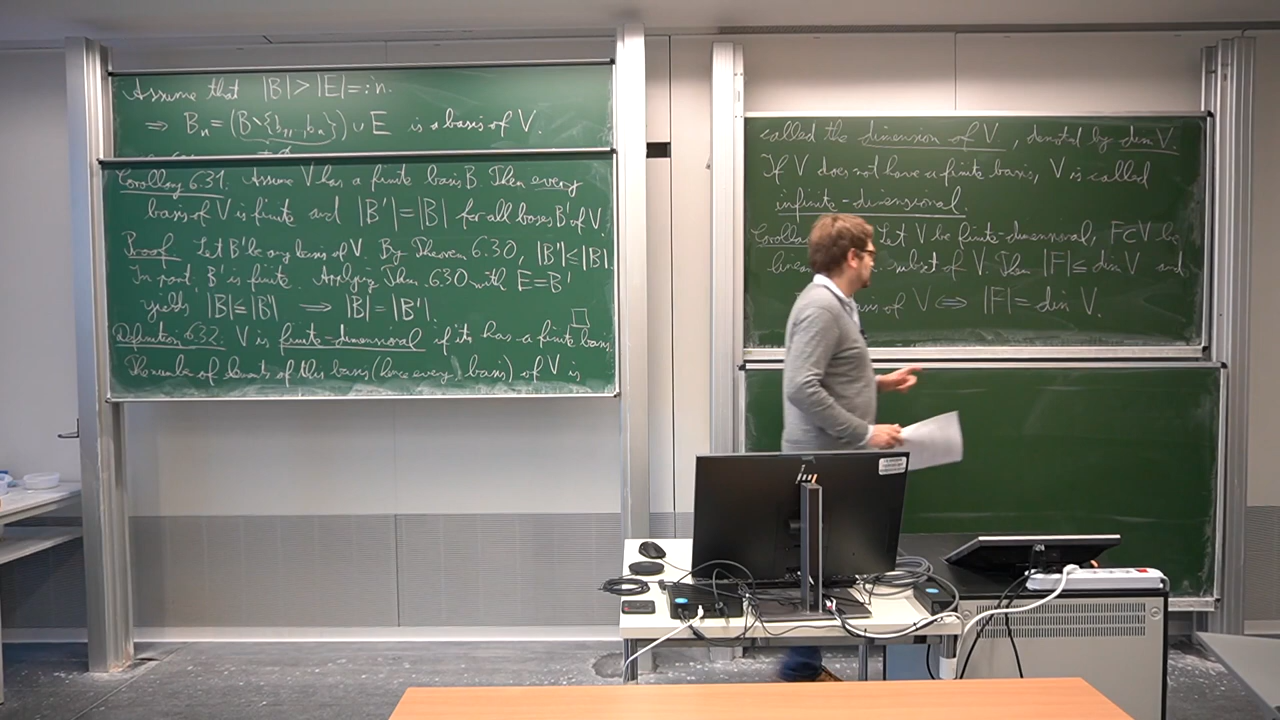 Assume that |B| > |E| =: n.
⇒ Bₙ = (B \ {b₁, ..., bₙ}) ∪ E is a basis of V.
Corollary 6.31. Assume V has a finite basis B. Then every
basis of V is finite and |B'| = |B| for all bases B' of V.
Proof Let B' be any basis of V. By Theorem 6.30, |B'| ≤ |B|.
In part. B' is finite. Applying Thm 6.30 with E = B'
yields |B| ≤ |B'| ⇒ |B| = |B'|. □
Definition 6.32. V is finite-dimensional if it has a finite basis.
The number of elements of this basis (hence every basis) of V is
called the dimension of V, denoted by dim V.
If V does not have a finite basis, V is called
infinite-dimensional.
Let V be finite-dimensional, F⊂V be
subset of V. Then |F| ≤ dim V and
of V ⇔ |F| = dim V.
hp